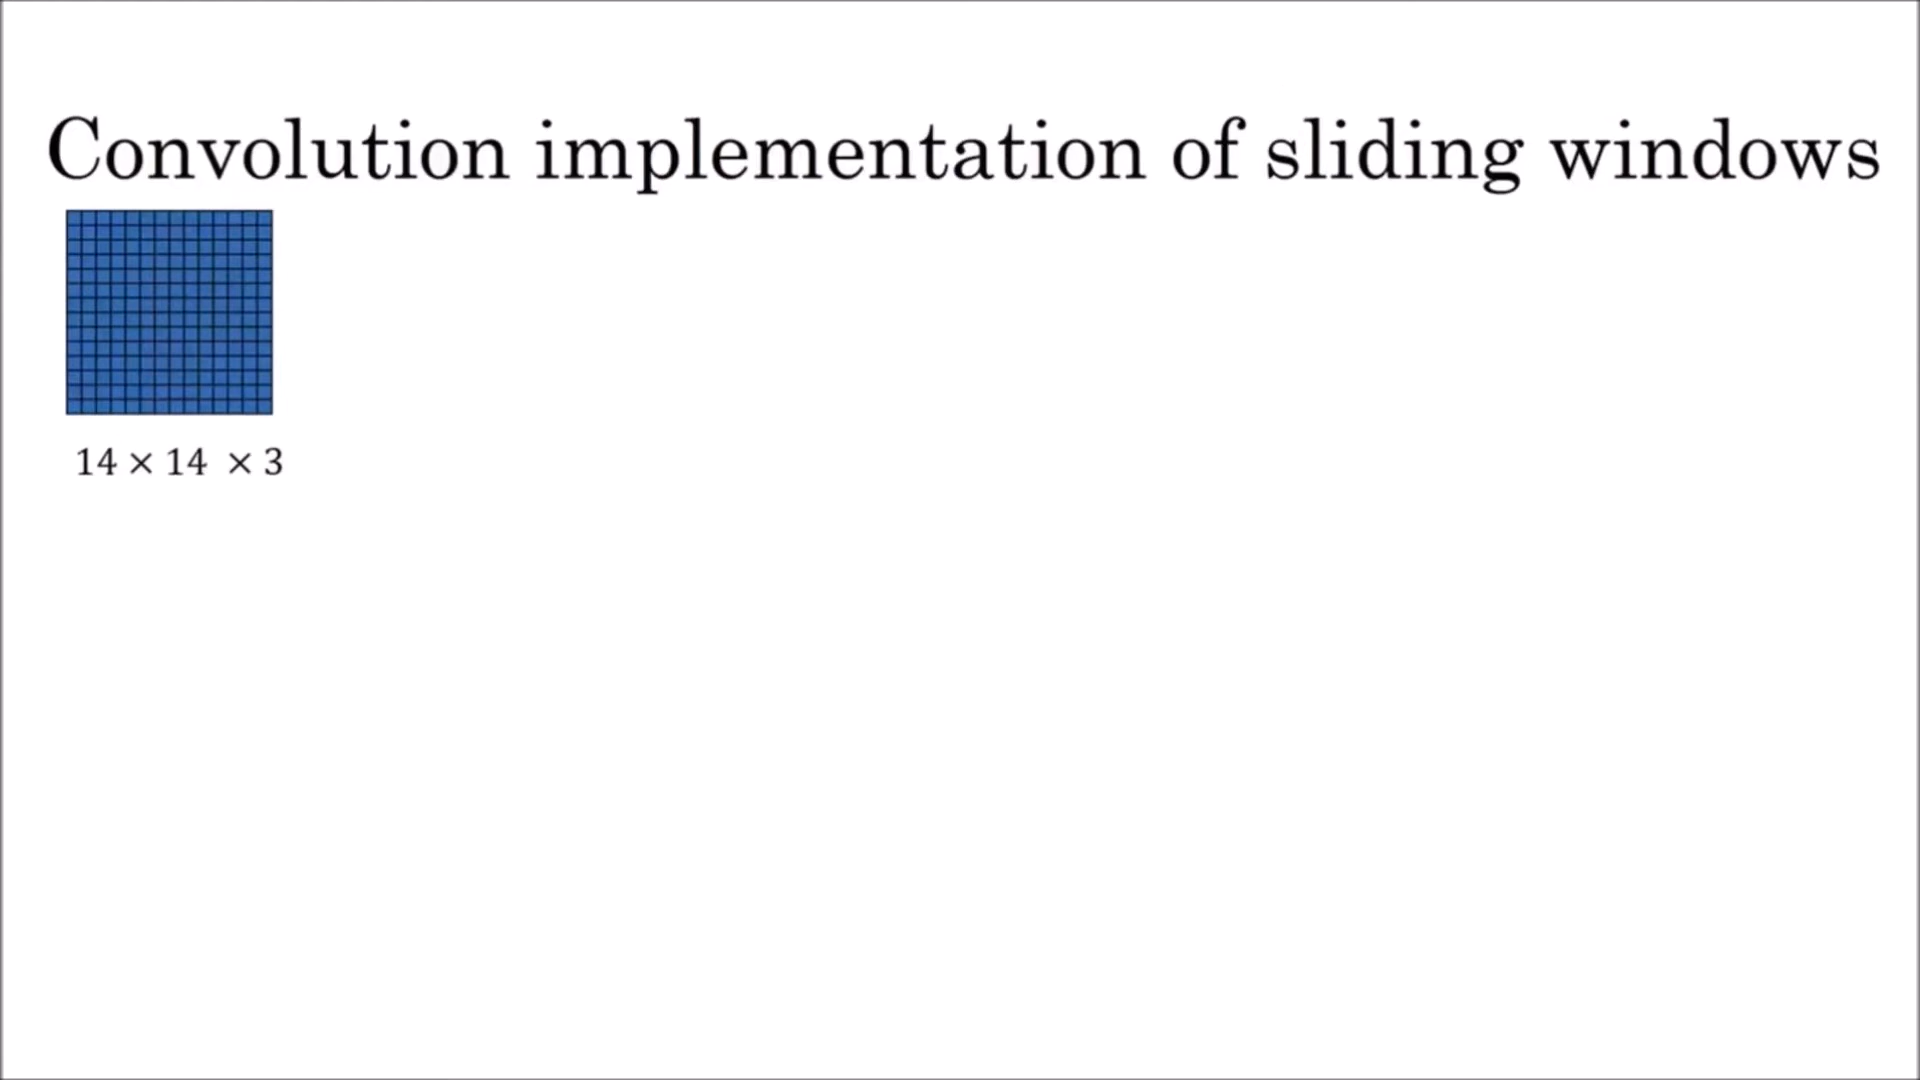 Convolution implementation of sliding windows
14 × 14 × 3